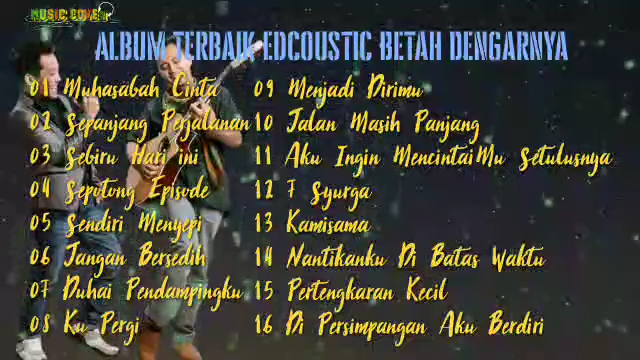 MUSIC COVER
ALBUM TERBAIK EDCOUSTIC BETAH DENGARNYA
01 Muhasabah Cinta
02 Sepanjang Perjalanan
03 Sebiru Hari ini
04 Sepotong Episode
05 Sendiri Menyepi
06 Jangan Bersedih
07 Duhai Pendampingku
08 Ku Pergi
09 Menjadi Dirimu
10 Jalan Masih Panjang
11 Aku Ingin MencintaiMu Setulusnya
12 7 Syurga
13 Kamisama
14 Nantikanku Di Batas Waktu
15 Pertengkaran Kecil
16 Di Persimpangan Aku Berdiri